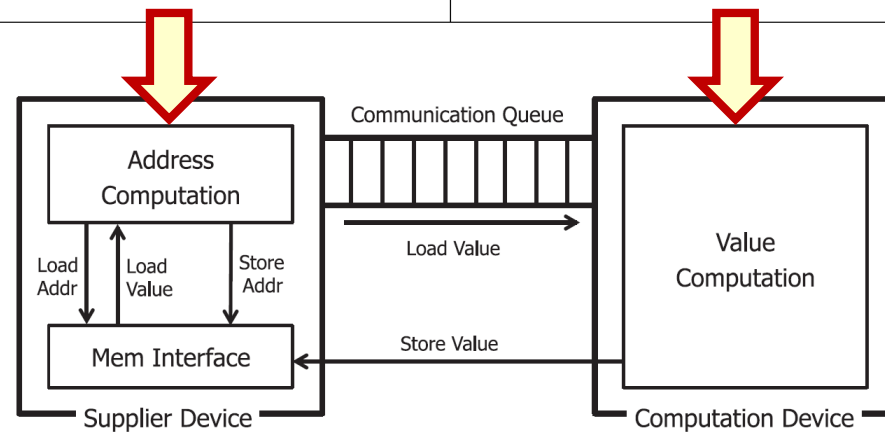 Communication Queue
Address
Computation
Load
Addr
Load
Value
Store
Addr
Load Value
Value
Computation
Mem Interface
Store Value
Supplier Device
Computation Device